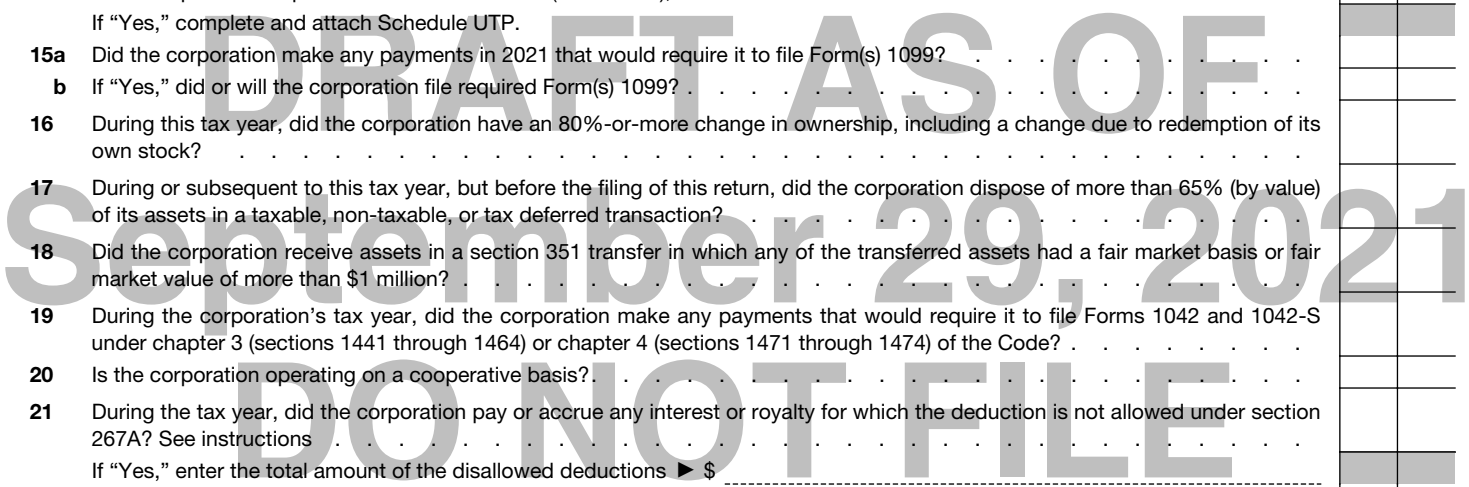 If “Yes,” complete and attach Schedule UTP.
15a Did the corporation make any payments in 2021 that would require it to file Form(s) 1099? . . . . . . . . . . .
b If “Yes,” did or will the corporation file required Form(s) 1099? . . . . . . . . . . . . . . . . . . . .
16 During this tax year, did the corporation have an 80%-or-more change in ownership, including a change due to redemption of its
own stock? . . . . . . . . . . . . . . . . . . . . . . . . . . . . . . . . . .
17 During or subsequent to this tax year, but before the filing of this return, did the corporation dispose of more than 65% (by value)
of its assets in a taxable, non-taxable, or tax deferred transaction? . . . . . . . . . . . . . . . . . .
18 Did the corporation receive assets in a section 351 transfer in which any of the transferred assets had a fair market basis or fair
market value of more than $1 million? . . . . . . . . . . . . . . . . . . . . . . . . . . .
19 During the corporation’s tax year, did the corporation make any payments that would require it to file Forms 1042 and 1042-S
under chapter 3 (sections 1441 through 1464) or chapter 4 (sections 1471 through 1474) of the Code? . . . . . . . .
20 Is the corporation operating on a cooperative basis? . . . . . . . . . . . . . . . . . . . . . . .
21 During the tax year, did the corporation pay or accrue any interest or royalty for which the deduction is not allowed under section
267A? See instructions . . . . . . . . . . . . . . . . . . . . . . . . . . . . . . .
If “Yes,” enter the total amount of the disallowed deductions ► $
DRAFT AS OF
September 29, 2021
DO NOT FILE